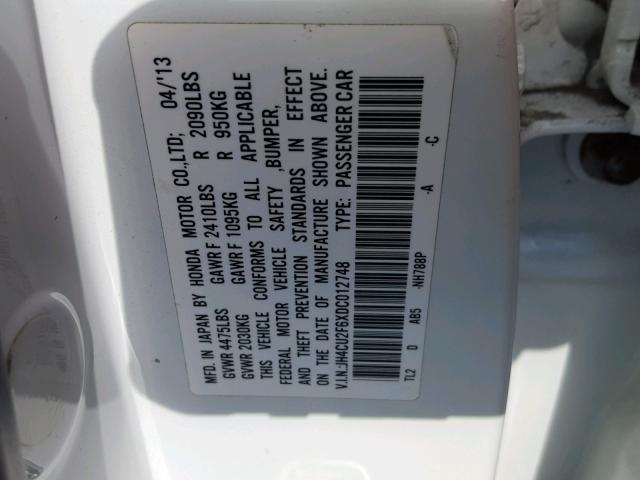 MFD. IN JAPAN BY HONDA MOTOR CO.,LTD; 04/'13
GVWR 4475LBS GAWR F 2410LBS R 2090LBS
GVWR 2030KG GAWR F 1095KG R 950KG
THIS VEHICLE CONFORMS TO ALL APPLICABLE
FEDERAL MOTOR VEHICLE SAFETY ,BUMPER,
AND THEFT PREVENTION STANDARDS IN EFFECT
ON THE DATE OF MANUFACTURE SHOWN ABOVE.
V.I.N.:JH4CU2F6XDC012748 TYPE: PASSENGER CAR
TL2 D AB5 -NH788P -A -C